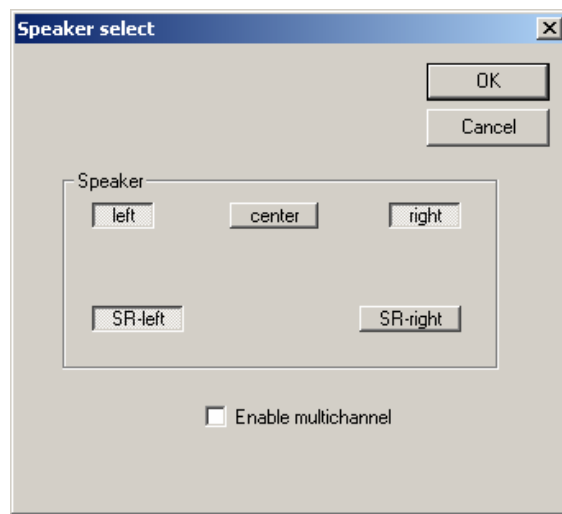 Speaker select
OK
Cancel
Speaker
left center right
SR-left SR-right
Enable multichannel